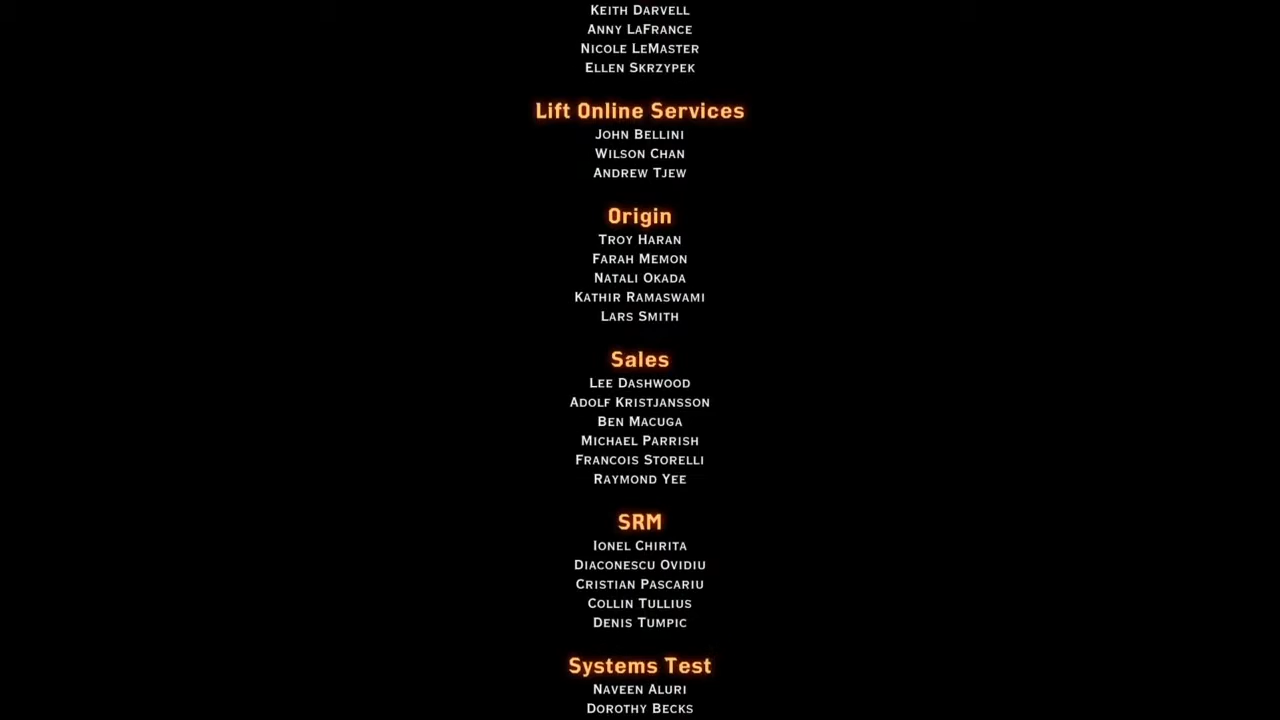 Keith Darvell
Anny LaFrance
Nicole LeMaster
Ellen Skrzypek
Lift Online Services
John Bellini
Wilson Chan
Andrew Tjew
Origin
Troy Haran
Farah Memon
Natali Okada
Kathir Ramaswami
Lars Smith
Sales
Lee Dashwood
Adolf Kristjansson
Ben Macuga
Michael Parrish
Francois Storelli
Raymond Yee
SRM
Ionel Chirita
Diaconescu Ovidiu
Cristian Pascariu
Collin Tullius
Denis Tumpic
Systems Test
Naveen Aluri
Dorothy Becks